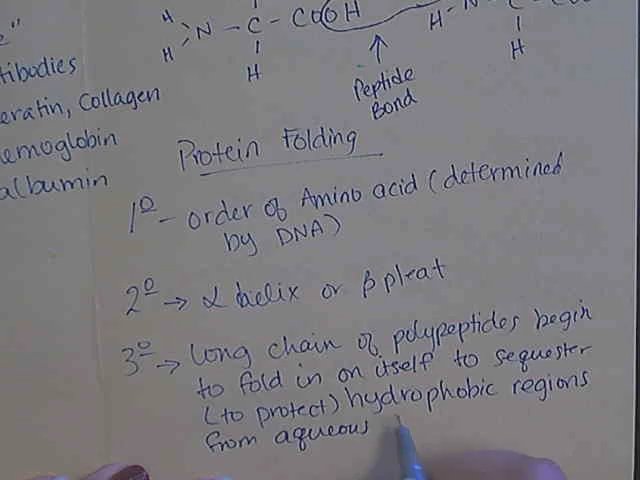 H
H N - C - COOH
H - N
H
H
H
e"
tibodies
Peptide
Bond
eratin, Collagen
emoglobin
albumin
Protein Folding
1º - order of Amino acid (determined
by DNA)
2º → α helix or β pleat
3º → long chain of polypeptides begin
to fold in on itself to sequester
(to protect) hydrophobic regions
from aqueous